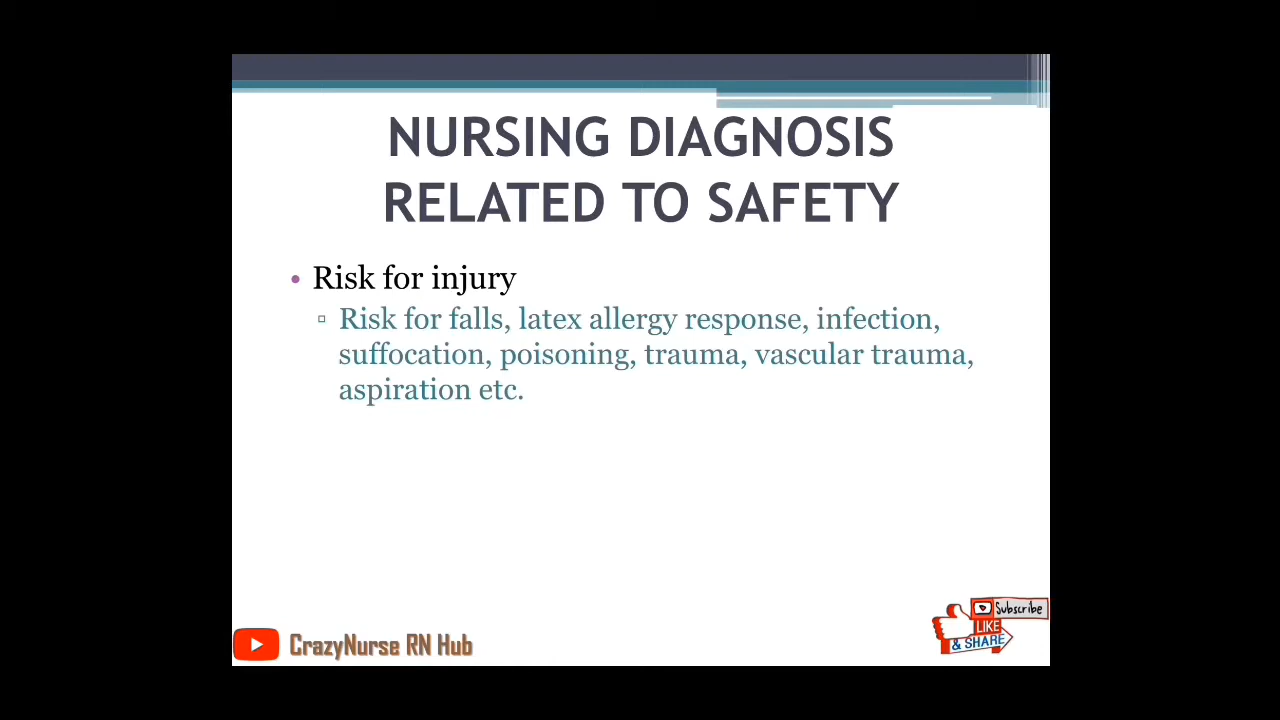 NURSING DIAGNOSIS
RELATED TO SAFETY
• Risk for injury
▫ Risk for falls, latex allergy response, infection,
suffocation, poisoning, trauma, vascular trauma,
aspiration etc.
Subscribe
LIKE
& SHARE
CrazyNurse RN Hub